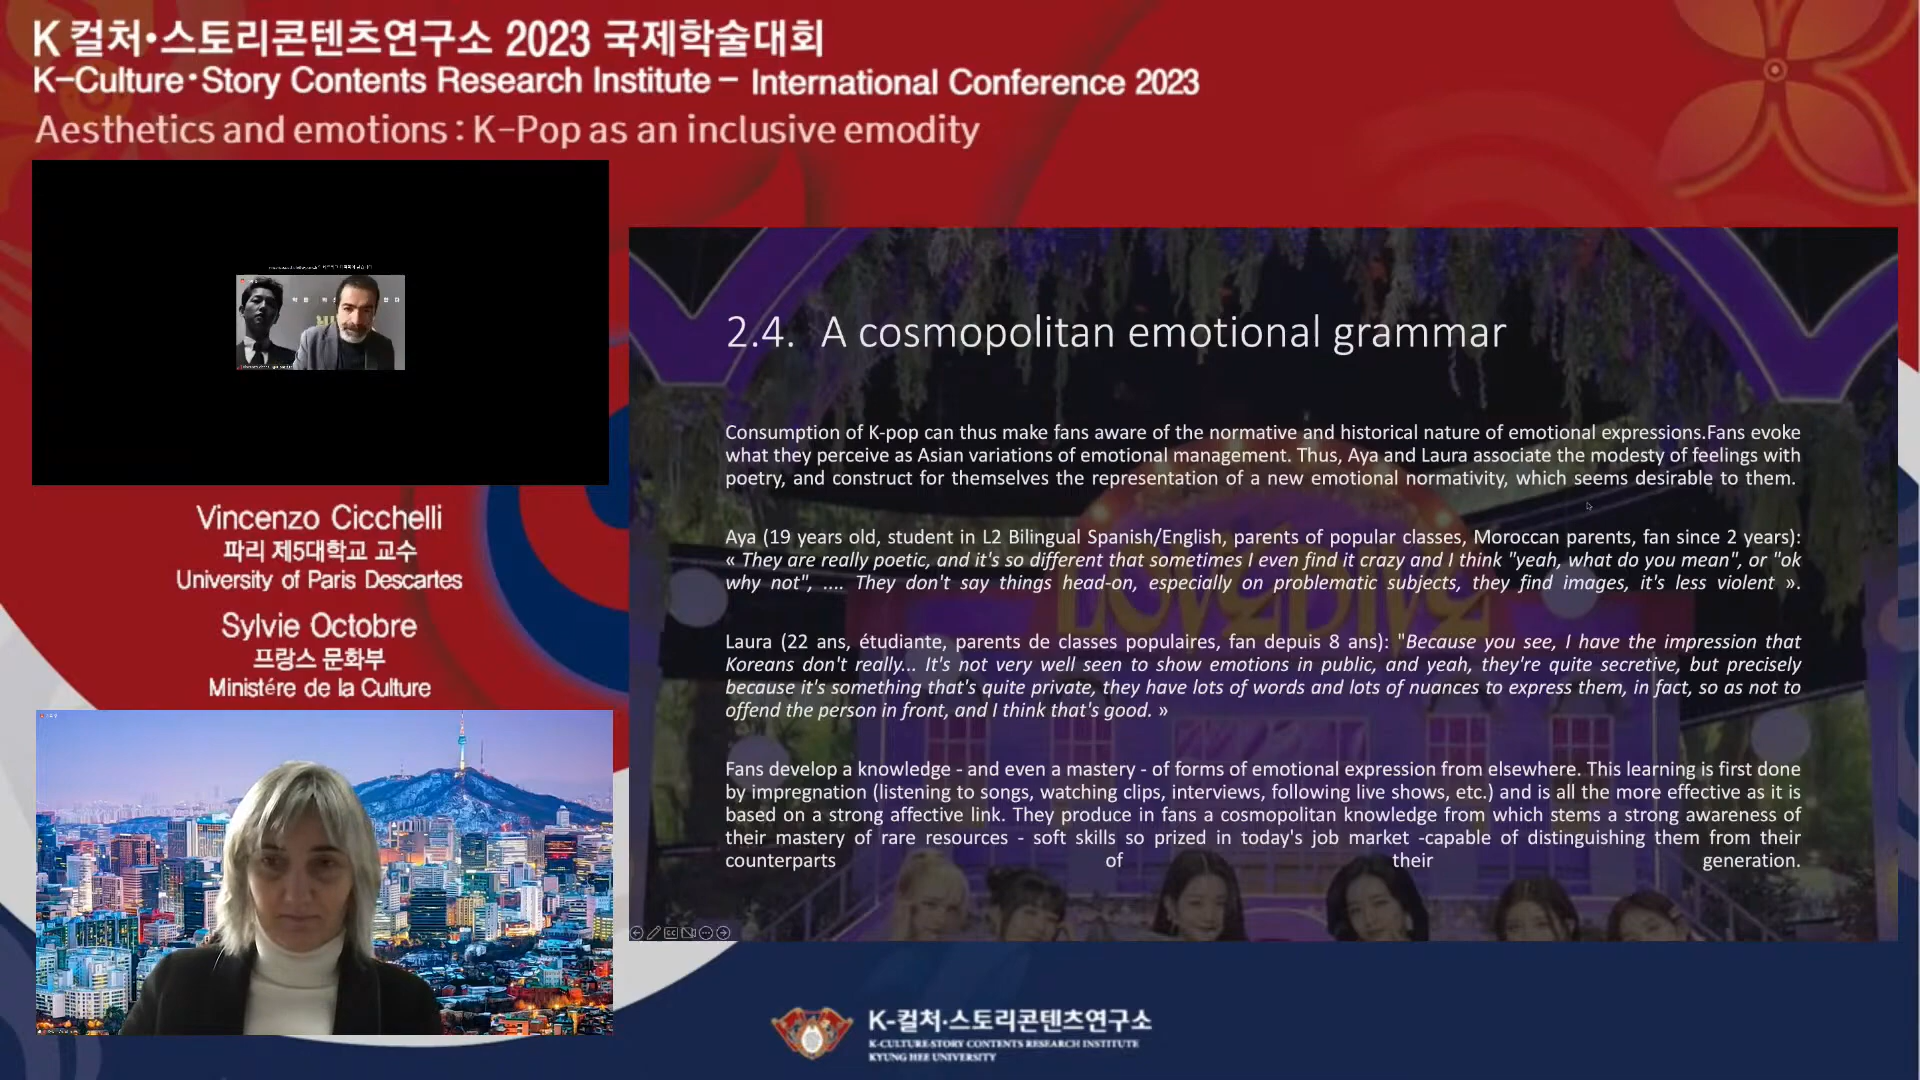 K 컬처•스토리콘텐츠연구소 2023 국제학술대회
K-Culture•Story Contents Research Institute - International Conference 2023
Aesthetics and emotions : K-Pop as an inclusive emodity
Vincenzo Cicchelli
파리 제5대학교 교수
University of Paris Descartes
Sylvie Octobre
프랑스 문화부
Ministére de la Culture
2.4. A cosmopolitan emotional grammar
Consumption of K-pop can thus make fans aware of the normative and historical nature of emotional expressions.Fans evoke
what they perceive as Asian variations of emotional management. Thus, Aya and Laura associate the modesty of feelings with
poetry, and construct for themselves the representation of a new emotional normativity, which seems desirable to them.
Aya (19 years old, student in L2 Bilingual Spanish/English, parents of popular classes, Moroccan parents, fan since 2 years):
« They are really poetic, and it's so different that sometimes I even find it crazy and I think "yeah, what do you mean", or "ok
why not", .... They don't say things head-on, especially on problematic subjects, they find images, it's less violent ».
Laura (22 ans, étudiante, parents de classes populaires, fan depuis 8 ans): "Because you see, I have the impression that
Koreans don't really... It's not very well seen to show emotions in public, and yeah, they're quite secretive, but precisely
because it's something that's quite private, they have lots of words and lots of nuances to express them, in fact, so as not to
offend the person in front, and I think that's good. »
Fans develop a knowledge - and even a mastery - of forms of emotional expression from elsewhere. This learning is first done
by impregnation (listening to songs, watching clips, interviews, following live shows, etc.) and is all the more effective as it is
based on a strong affective link. They produce in fans a cosmopolitan knowledge from which stems a strong awareness of
their mastery of rare resources - soft skills so prized in today's job market -capable of distinguishing them from their
counterparts of their generation.
LOVE DIVE
K-컬처•스토리콘텐츠연구소
K-CULTURE•STORY CONTENTS RESEARCH INSTITUTE
KYUNG HEE UNIVERSITY